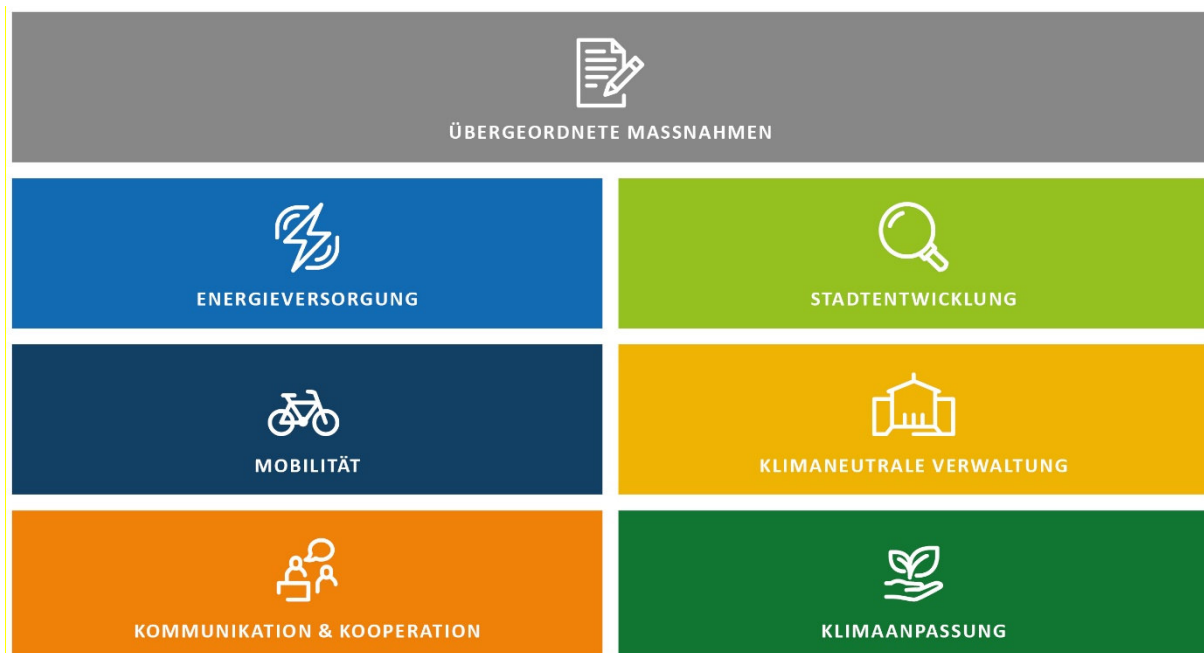 ÜBERGEORDNETE MASSNAHMEN
ENERGIEVERSORGUNG
STADTENTWICKLUNG
MOBILITÄT
KLIMANEUTRALE VERWALTUNG
KOMMUNIKATION & KOOPERATION
KLIMAANPASSUNG